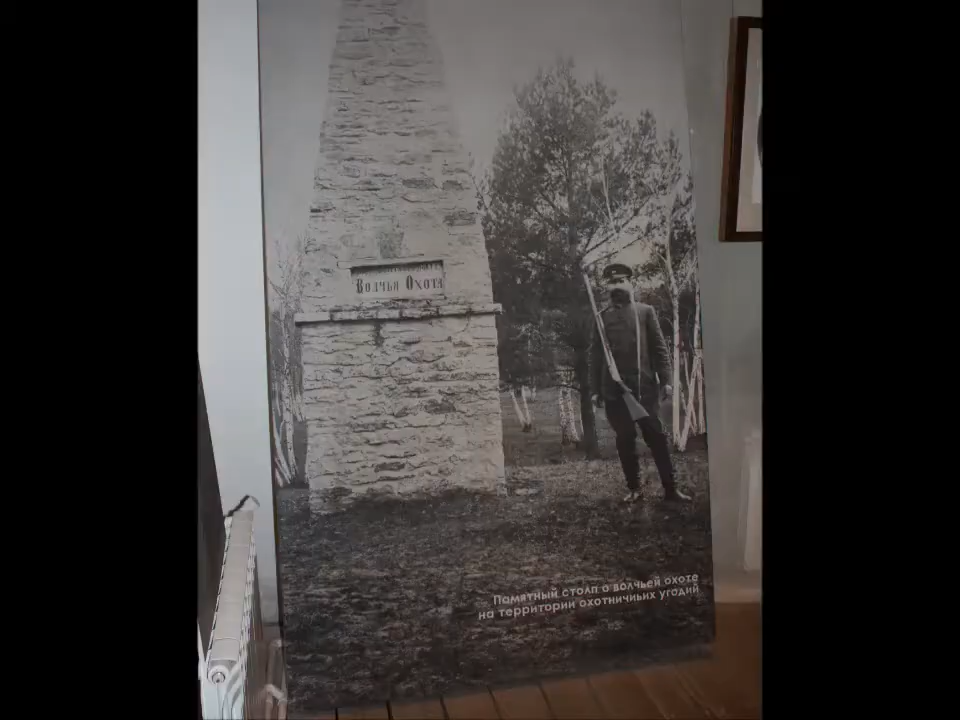 Волчья Охота
Памятный столп о волчьей охоте
на территории охотничьих угодий